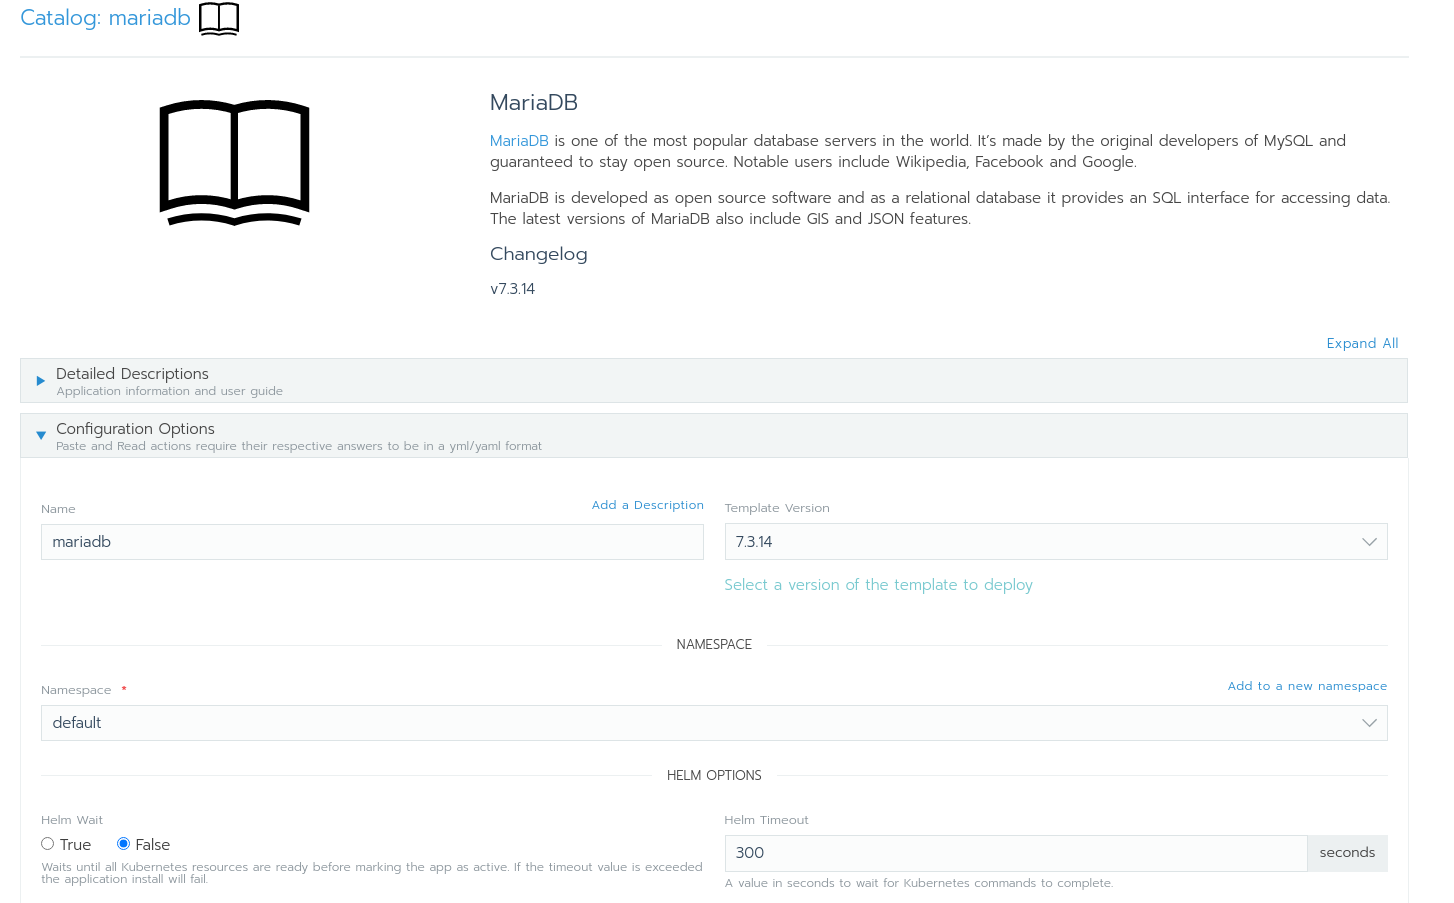 Catalog: mariadb
MariaDB
MariaDB is one of the most popular database servers in the world. It's made by the original developers of MySQL and
guaranteed to stay open source. Notable users include Wikipedia, Facebook and Google.
MariaDB is developed as open source software and as a relational database it provides an SQL interface for accessing data.
The latest versions of MariaDB also include GIS and JSON features.
Changelog
v7.3.14
Expand All
Detailed Descriptions
Application information and user guide
Configuration Options
Paste and Read actions require their respective answers to be in a yml/yaml format
Name
Add a Description
Template Version
mariadb
7.3.14
Select a version of the template to deploy
NAMESPACE
Namespace *
Add to a new namespace
default
HELM OPTIONS
Helm Wait
Helm Timeout
True
False
300
seconds
Waits until all Kubernetes resources are ready before marking the app as active. If the timeout value is exceeded
the application install will fail.
A value in seconds to wait for Kubernetes commands to complete.